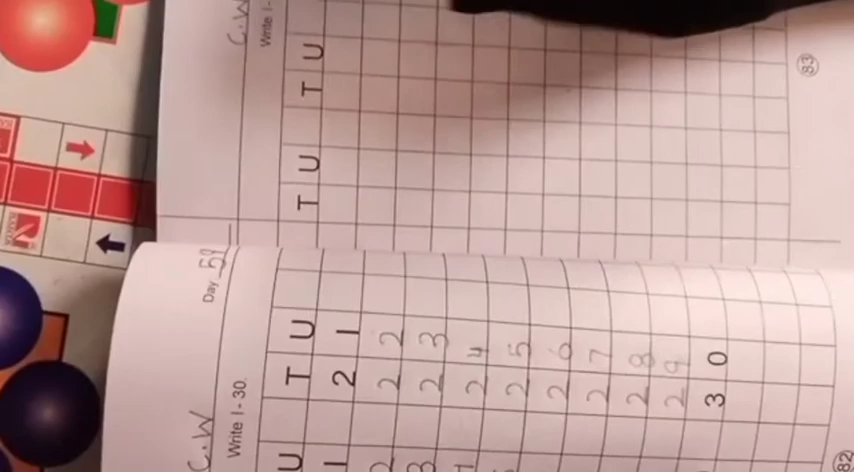 C.W
Day 59
Write 1 - 30.
U T U
1 2 1
2 2 2
3 2 3
2 4
2 5
2 6
2 7
2 8
2 9
3 0
82
C.W
Write 1 -
T U T U
83